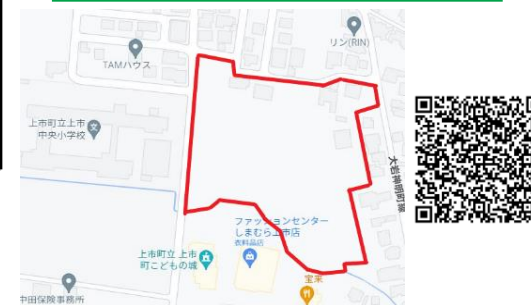 リン(RIN)
TAMハウス
上市町立上市
中央小学校
文
大岩神明町線
ファッションセンター
しまむら上市店
衣料品店
上市町立 上市
町こどもの城
宝来
中田保険事務所